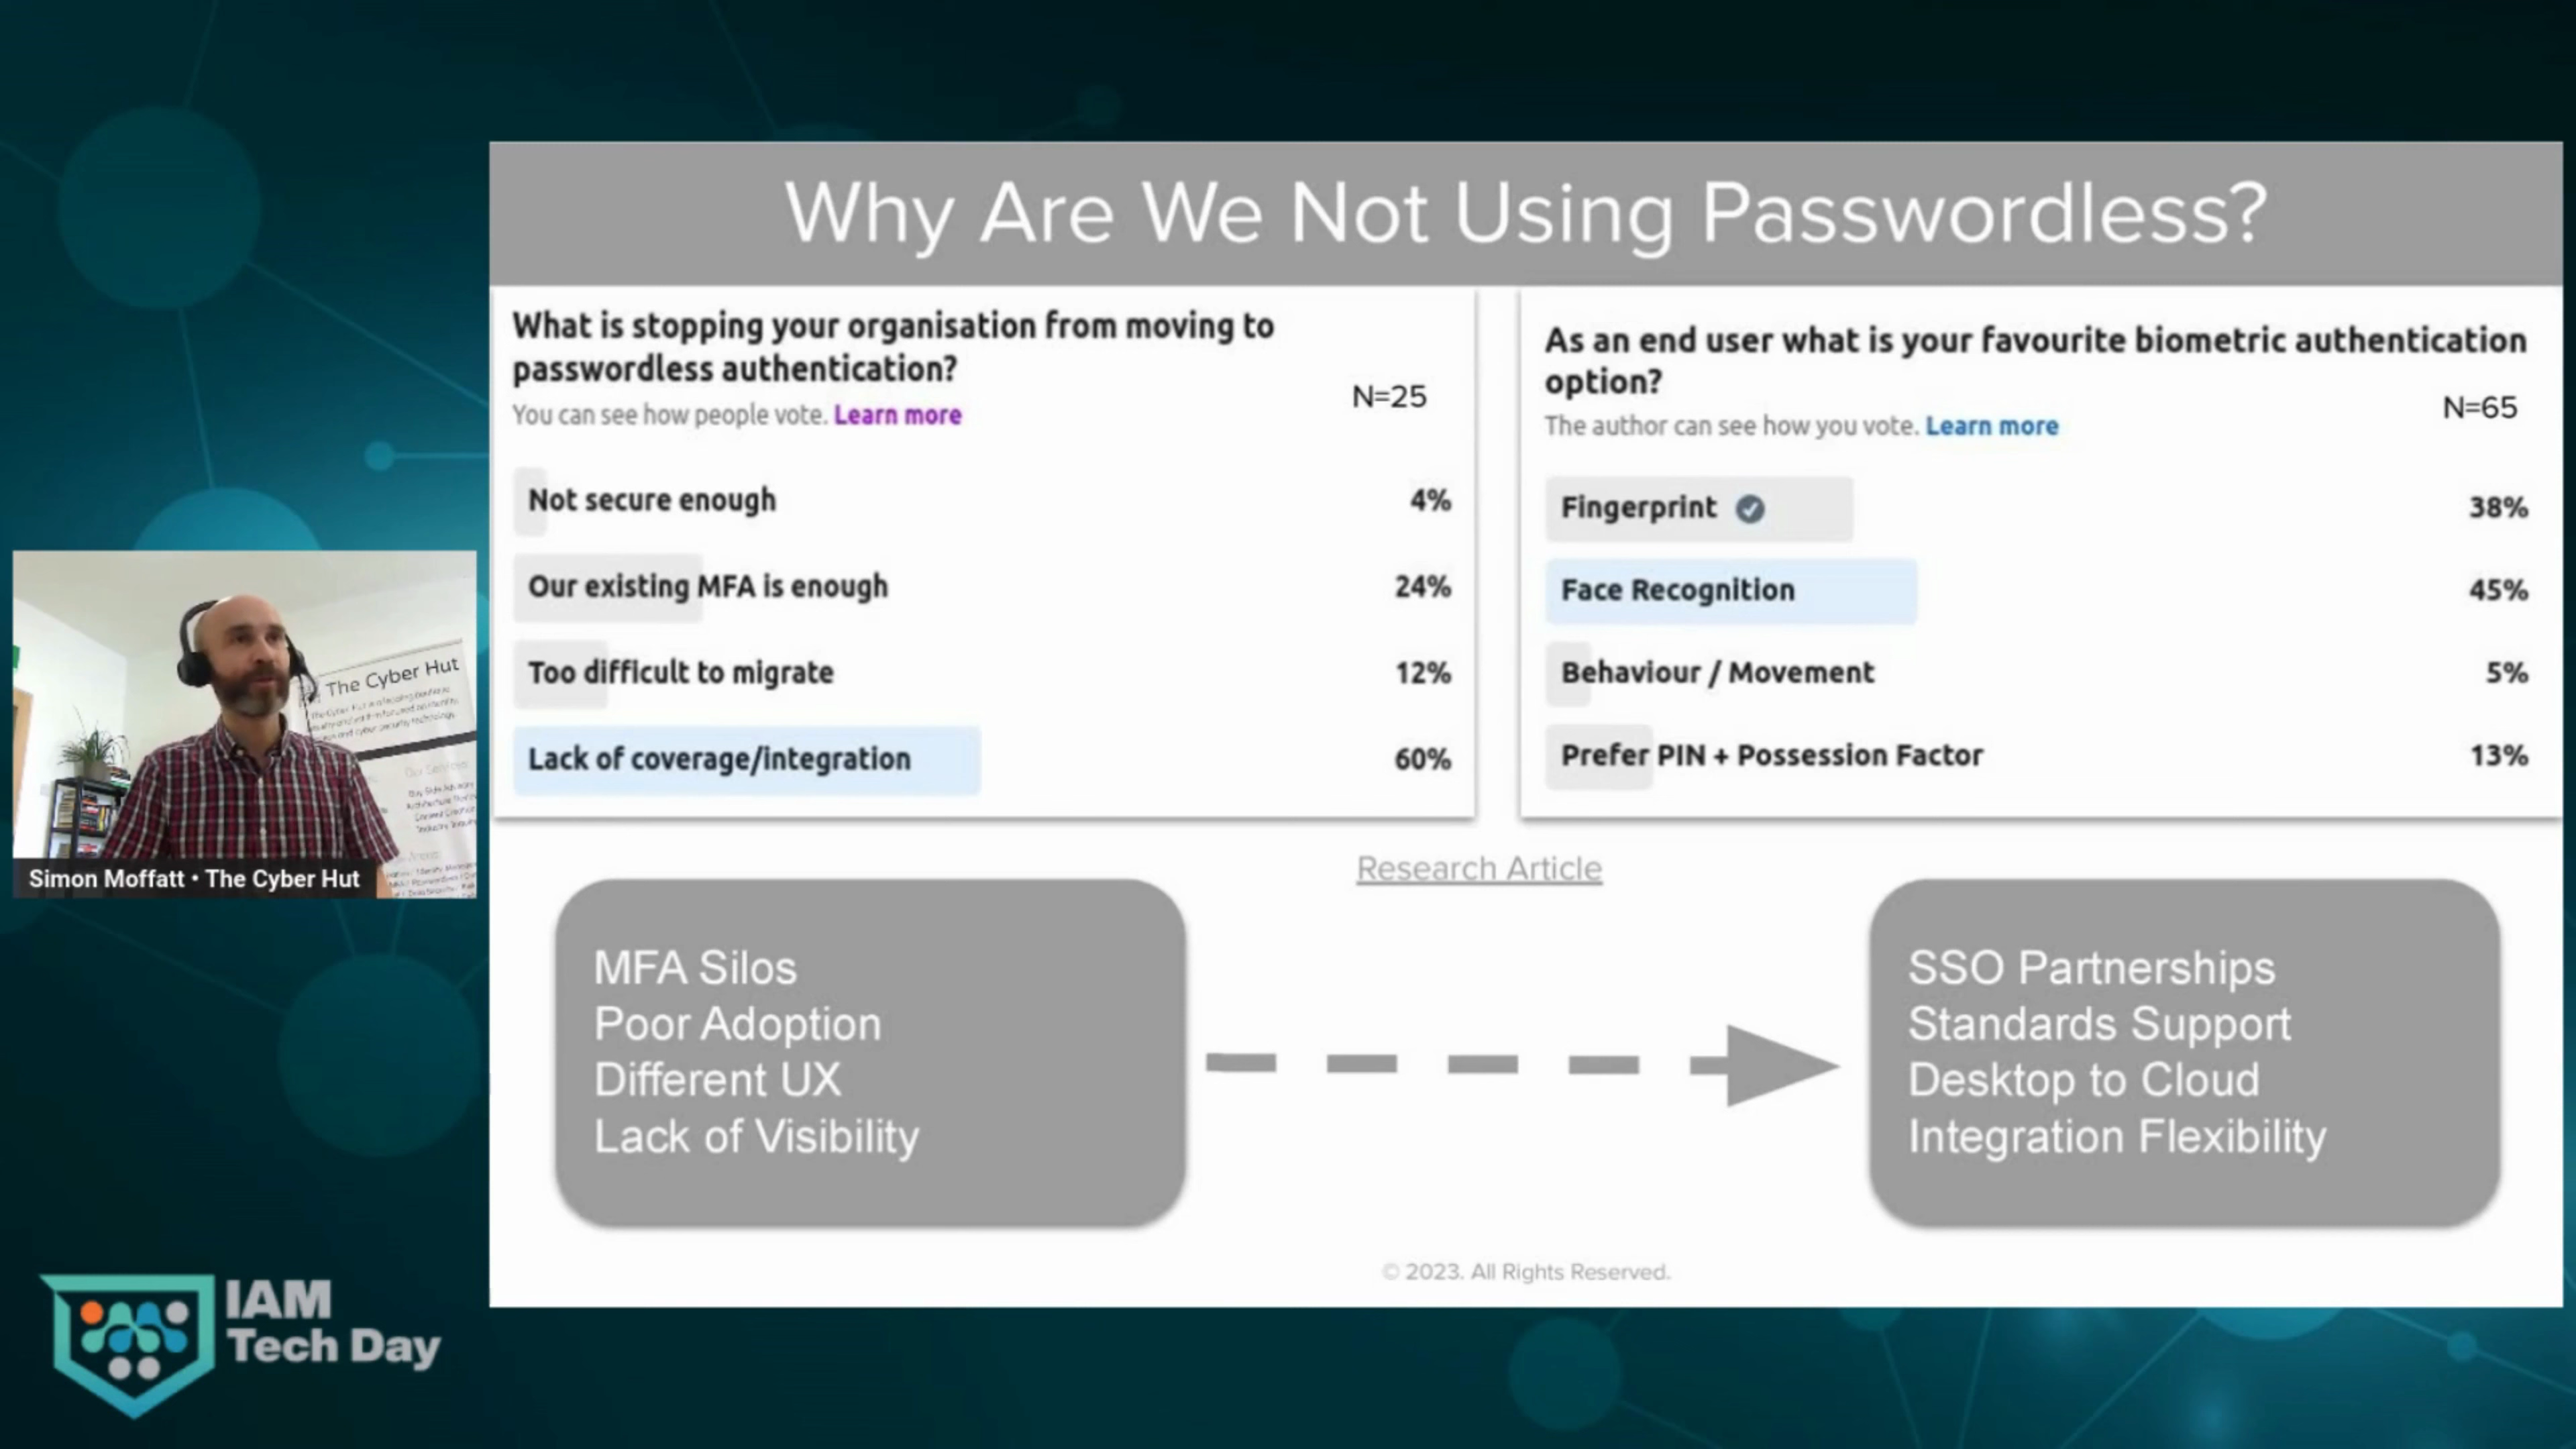 Why Are We Not Using Passwordless?
What is stopping your organisation from moving to
passwordless authentication?
N=25
You can see how people vote. Learn more
Not secure enough 4%
Our existing MFA is enough 24%
Too difficult to migrate 12%
Lack of coverage/integration 60%
As an end user what is your favourite biometric authentication
option?
N=65
The author can see how you vote. Learn more
Fingerprint 38%
Face Recognition 45%
Behaviour / Movement 5%
Prefer PIN + Possession Factor 13%
Research Article
MFA Silos
Poor Adoption
Different UX
Lack of Visibility
SSO Partnerships
Standards Support
Desktop to Cloud
Integration Flexibility
© 2023. All Rights Reserved.
The Cyber Hut
Simon Moffatt • The Cyber Hut
IAM
Tech Day